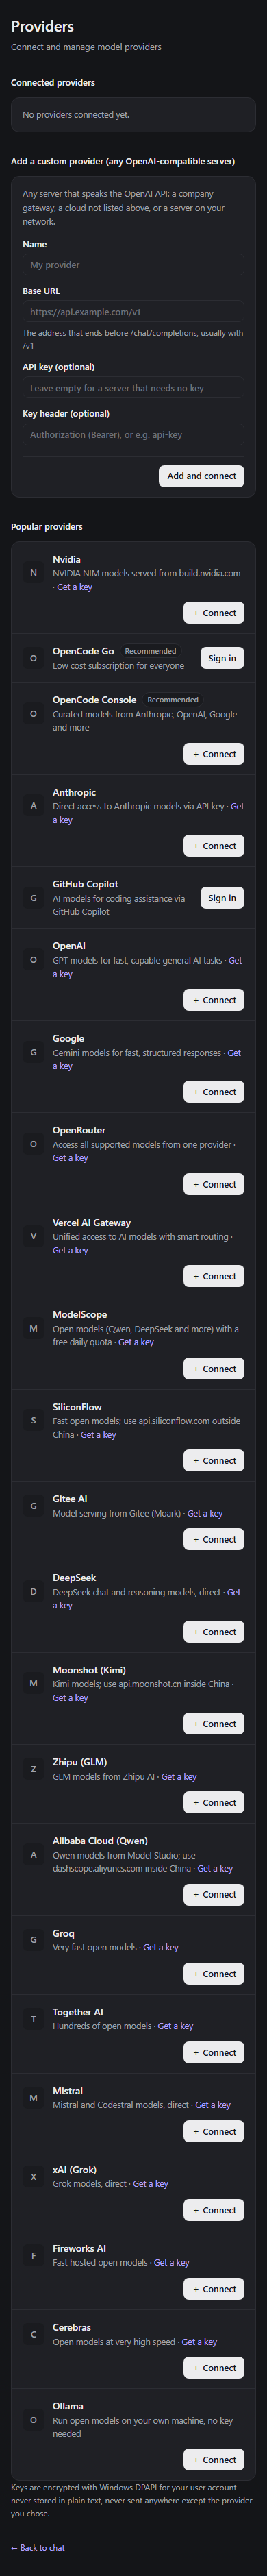 Providers
Connect and manage model providers
Connected providers
No providers connected yet.
Add a custom provider (any OpenAI-compatible server)
Any server that speaks the OpenAI API: a company
gateway, a cloud not listed above, or a server on your
network.
Name
My provider
Base URL
https://api.example.com/v1
The address that ends before /chat/completions, usually with
/v1
API key (optional)
Leave empty for a server that needs no key
Key header (optional)
Authorization (Bearer), or e.g. api-key
Add and connect
Popular providers
N
Nvidia
NVIDIA NIM models served from build.nvidia.com
· Get a key
+ Connect
O
OpenCode Go Recommended
Low cost subscription for everyone
Sign in
O
OpenCode Console Recommended
Curated models from Anthropic, OpenAI, Google
and more
+ Connect
A
Anthropic
Direct access to Anthropic models via API key · Get
a key
+ Connect
G
GitHub Copilot
AI models for coding assistance via
GitHub Copilot
Sign in
O
OpenAI
GPT models for fast, capable general AI tasks · Get
a key
+ Connect
G
Google
Gemini models for fast, structured responses · Get
a key
+ Connect
O
OpenRouter
Access all supported models from one provider ·
Get a key
+ Connect
V
Vercel AI Gateway
Unified access to AI models with smart routing ·
Get a key
+ Connect
M
ModelScope
Open models (Qwen, DeepSeek and more) with a
free daily quota · Get a key
+ Connect
S
SiliconFlow
Fast open models; use api.siliconflow.com outside
China · Get a key
+ Connect
G
Gitee AI
Model serving from Gitee (Moark) · Get a key
+ Connect
D
DeepSeek
DeepSeek chat and reasoning models, direct · Get
a key
+ Connect
M
Moonshot (Kimi)
Kimi models; use api.moonshot.cn inside China ·
Get a key
+ Connect
Z
Zhipu (GLM)
GLM models from Zhipu AI · Get a key
+ Connect
A
Alibaba Cloud (Qwen)
Qwen models from Model Studio; use
dashscope.aliyuncs.com inside China · Get a key
+ Connect
G
Groq
Very fast open models · Get a key
+ Connect
T
Together AI
Hundreds of open models · Get a key
+ Connect
M
Mistral
Mistral and Codestral models, direct · Get a key
+ Connect
X
xAI (Grok)
Grok models, direct · Get a key
+ Connect
F
Fireworks AI
Fast hosted open models · Get a key
+ Connect
C
Cerebras
Open models at very high speed · Get a key
+ Connect
O
Ollama
Run open models on your own machine, no key
needed
+ Connect
Keys are encrypted with Windows DPAPI for your user account —
never stored in plain text, never sent anywhere except the provider
you chose.
← Back to chat